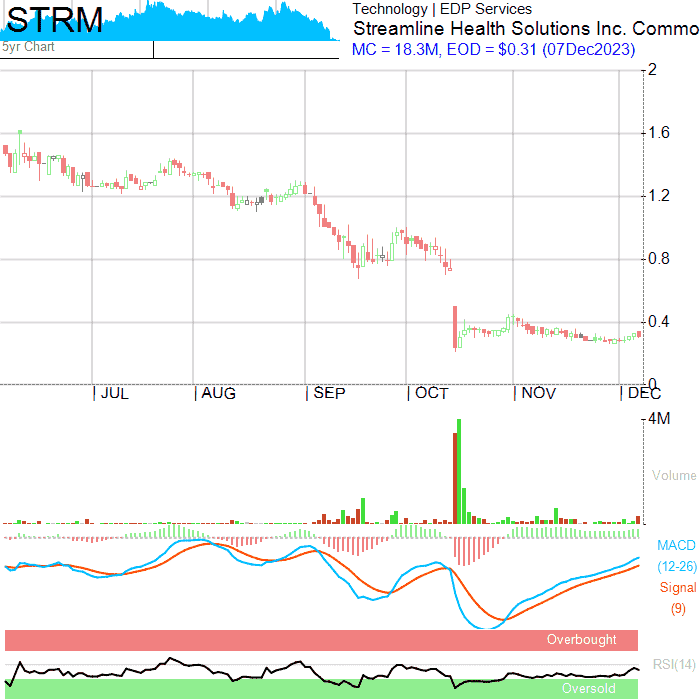 STRM
5yr Chart
Technology | EDP Services
Streamline Health Solutions Inc. Commo
MC = 18.3M, EOD = $0.31 (07Dec2023)
2
1.6
1.2
0.8
0.4
0
JUL AUG SEP OCT NOV DEC
4M
Volume
MACD
(12-26)
Signal
(9)
Overbought
RSI(14)
Oversold